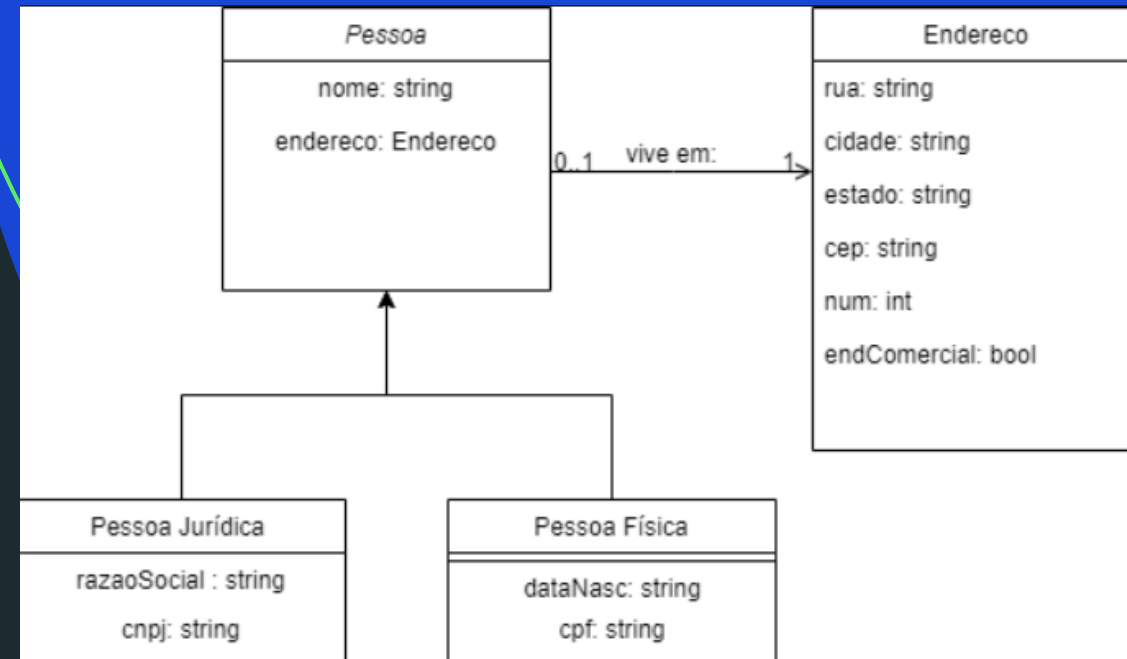 Pessoa
nome: string
endereco: Endereco
0..1
vive em:
1
Endereco
rua: string
cidade: string
estado: string
cep: string
num: int
endComercial: bool
Pessoa Jurídica
razaoSocial : string
cnpj: string
Pessoa Física
dataNasc: string
cpf: string